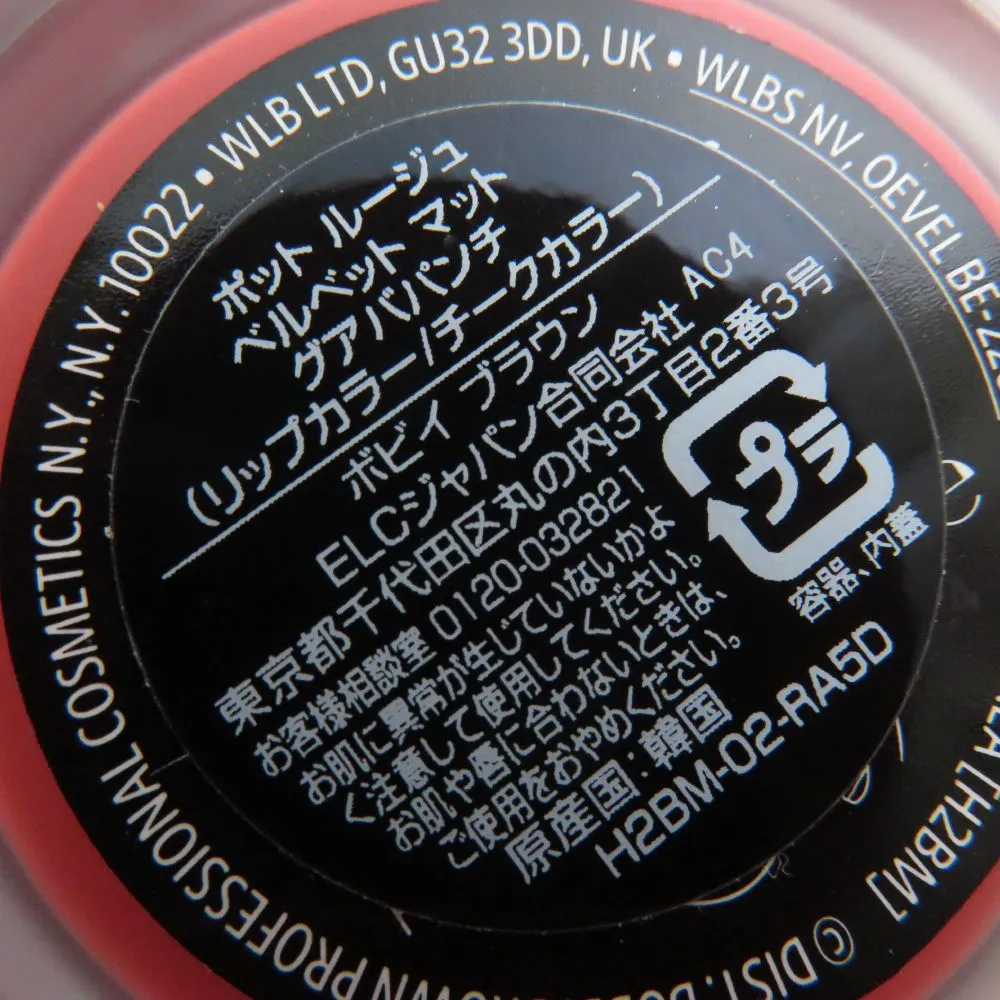 WLB LTD, GU32 3DD, UK • WLBS NV, OEVEL BE-22
[H2BM]
© DIST.
OWN PROFESSIONAL COSMETICS N.Y., N.Y. 10022 •
ポット ルージュ
ベルベット マット
グアバパンチ
(リップカラー/チークカラー)
ボビイ ブラウン
ELCジャパン合同会社 AC4
東京都千代田区丸の内3丁目2番3号
お客様相談室 0120-032821
お肌に異常が生じていないかよ
く注意して使用してください。
お肌や唇に合わないときは、
ご使用をおやめください。
原産国:韓国
H2BM-02-RA5D
プラ
容器、内蓋